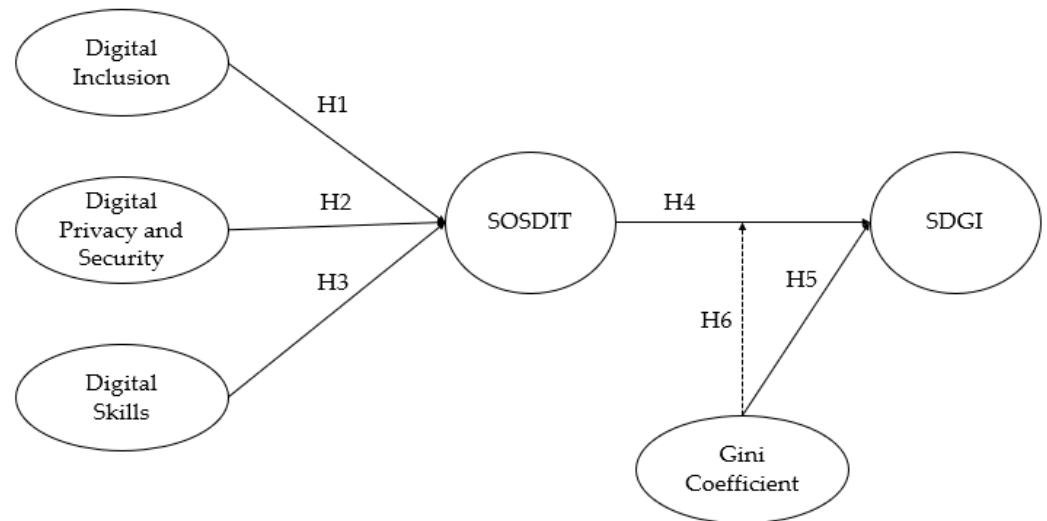 Digital
Inclusion
H1
Digital
Privacy and
Security
H2
H3
Digital
Skills
SOSDIT
H4
SDGI
H5
H6
Gini
Coefficient